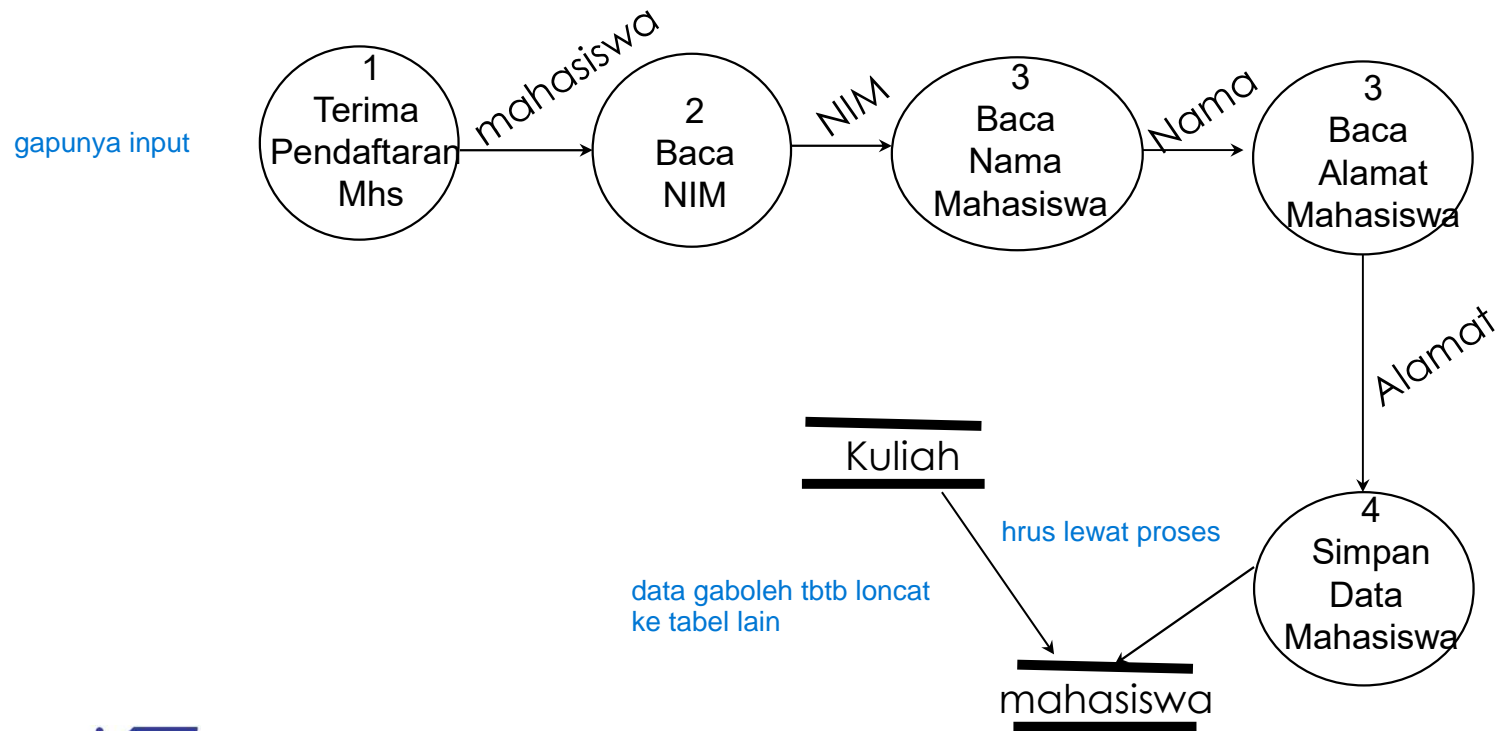 1
Terima
Pendaftaran
Mhs
gapunya input
mahasiswa
2
Baca
NIM
NIM
3
Baca
Nama
Mahasiswa
Nama
3
Baca
Alamat
Mahasiswa
Alamat
Kuliah
hrus lewat proses
data gaboleh tbtb loncat
ke tabel lain
4
Simpan
Data
Mahasiswa
mahasiswa